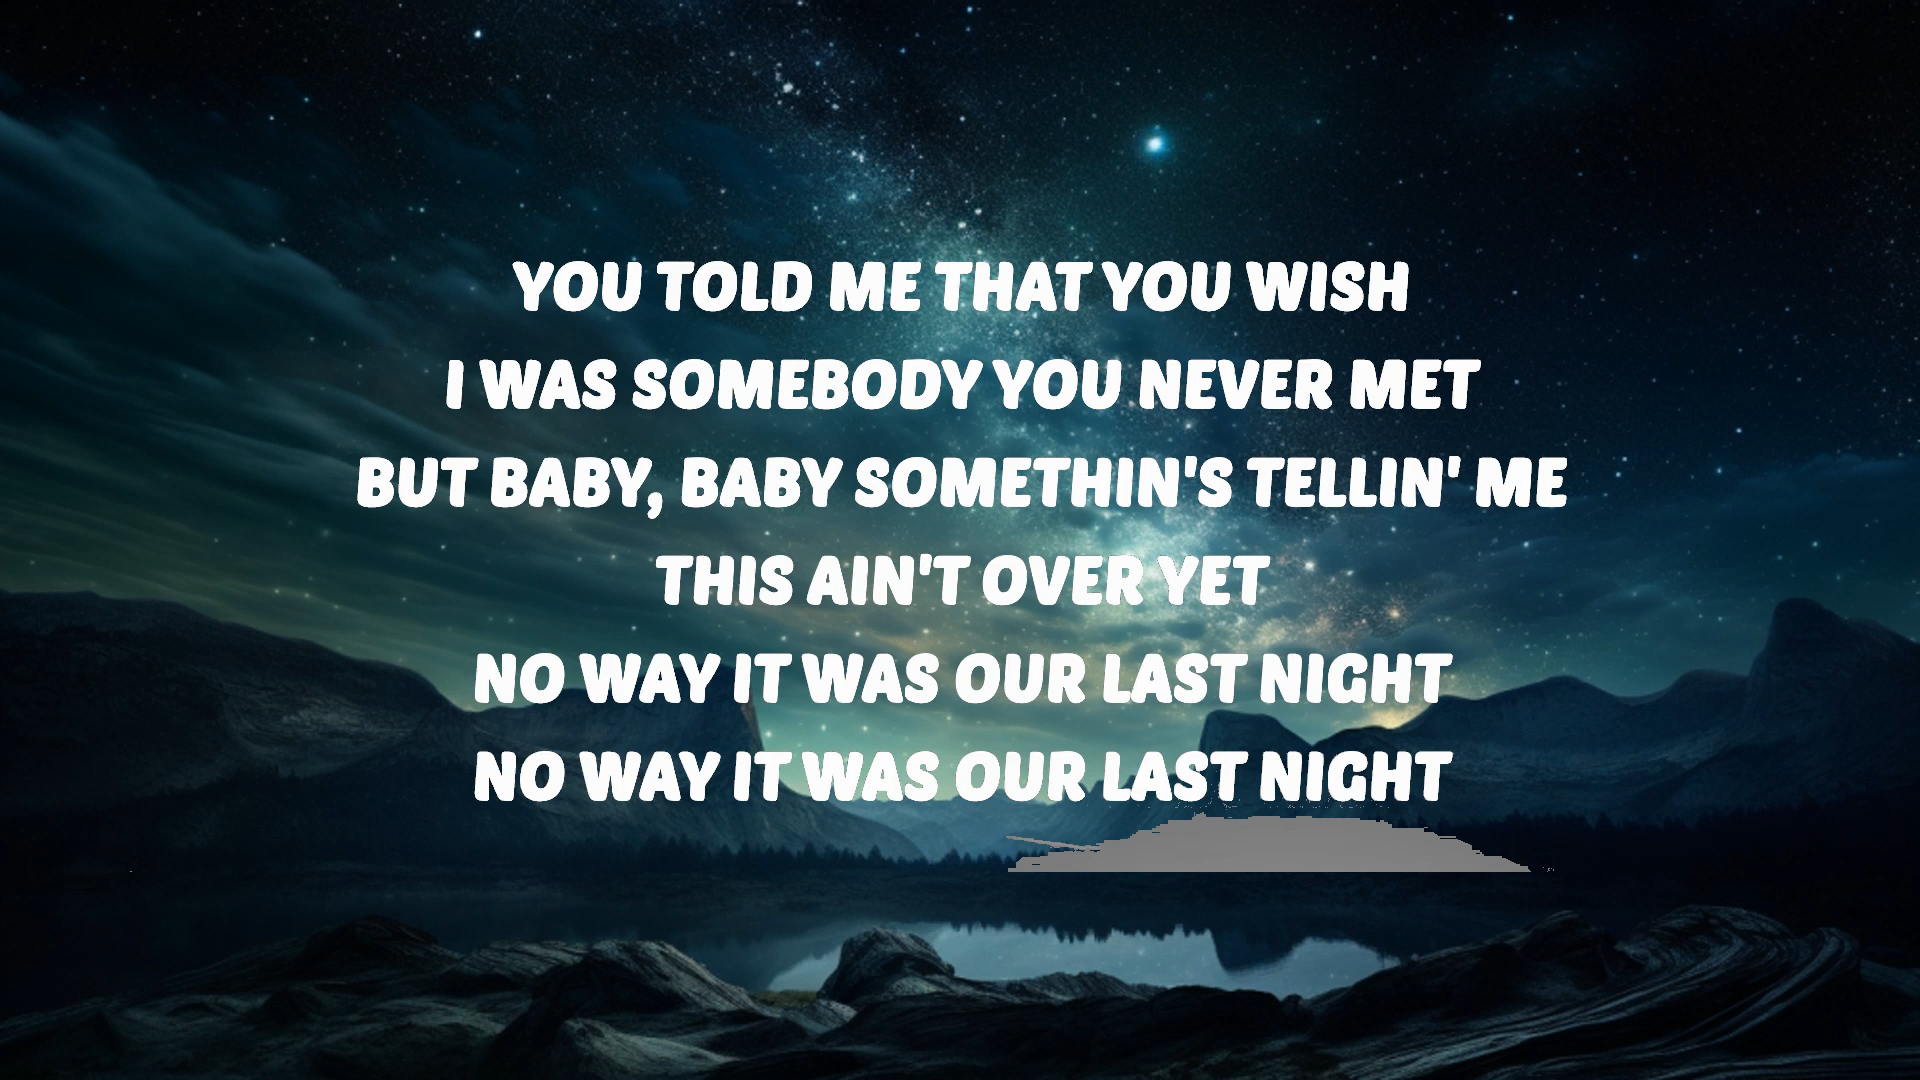 YOU TOLD ME THAT YOU WISH
I WAS SOMEBODY YOU NEVER MET
BUT BABY, BABY SOMETHIN'S TELLIN' ME
THIS AIN'T OVER YET
NO WAY IT WAS OUR LAST NIGHT
NO WAY IT WAS OUR LAST NIGHT